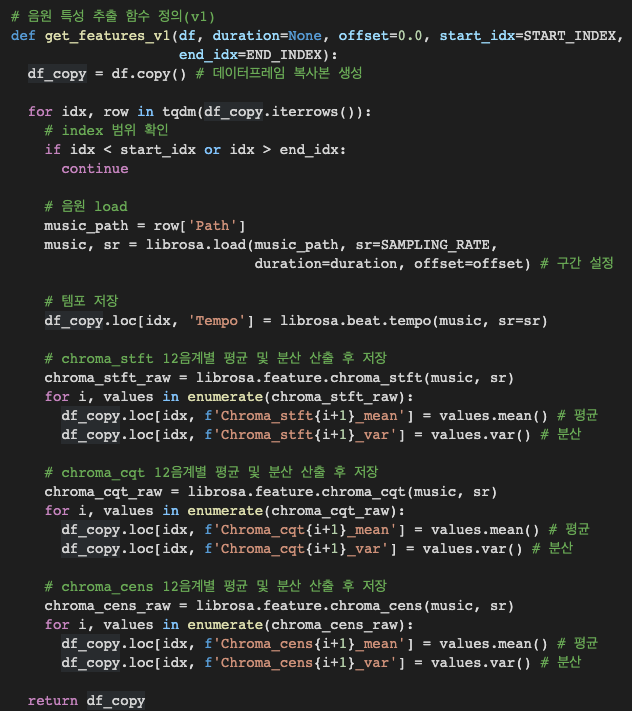 # 음원 특성 추출 함수 정의(v1)
def get_features_v1(df, duration=None, offset=0.0, start_idx=START_INDEX,
                    end_idx=END_INDEX):
  df_copy = df.copy() # 데이터프레임 복사본 생성

  for idx, row in tqdm(df_copy.iterrows()):
    # index 범위 확인
    if idx < start_idx or idx > end_idx:
      continue

    # 음원 load
    music_path = row['Path']
    music, sr = librosa.load(music_path, sr=SAMPLING_RATE,
                             duration=duration, offset=offset) # 구간 설정

    # 템포 저장
    df_copy.loc[idx, 'Tempo'] = librosa.beat.tempo(music, sr=sr)

    # chroma_stft 12음계별 평균 및 분산 산출 후 저장
    chroma_stft_raw = librosa.feature.chroma_stft(music, sr)
    for i, values in enumerate(chroma_stft_raw):
      df_copy.loc[idx, f'Chroma_stft{i+1}_mean'] = values.mean() # 평균
      df_copy.loc[idx, f'Chroma_stft{i+1}_var'] = values.var() # 분산

    # chroma_cqt 12음계별 평균 및 분산 산출 후 저장
    chroma_cqt_raw = librosa.feature.chroma_cqt(music, sr)
    for i, values in enumerate(chroma_cqt_raw):
      df_copy.loc[idx, f'Chroma_cqt{i+1}_mean'] = values.mean() # 평균
      df_copy.loc[idx, f'Chroma_cqt{i+1}_var'] = values.var() # 분산

    # chroma_cens 12음계별 평균 및 분산 산출 후 저장
    chroma_cens_raw = librosa.feature.chroma_cens(music, sr)
    for i, values in enumerate(chroma_cens_raw):
      df_copy.loc[idx, f'Chroma_cens{i+1}_mean'] = values.mean() # 평균
      df_copy.loc[idx, f'Chroma_cens{i+1}_var'] = values.var() # 분산

  return df_copy